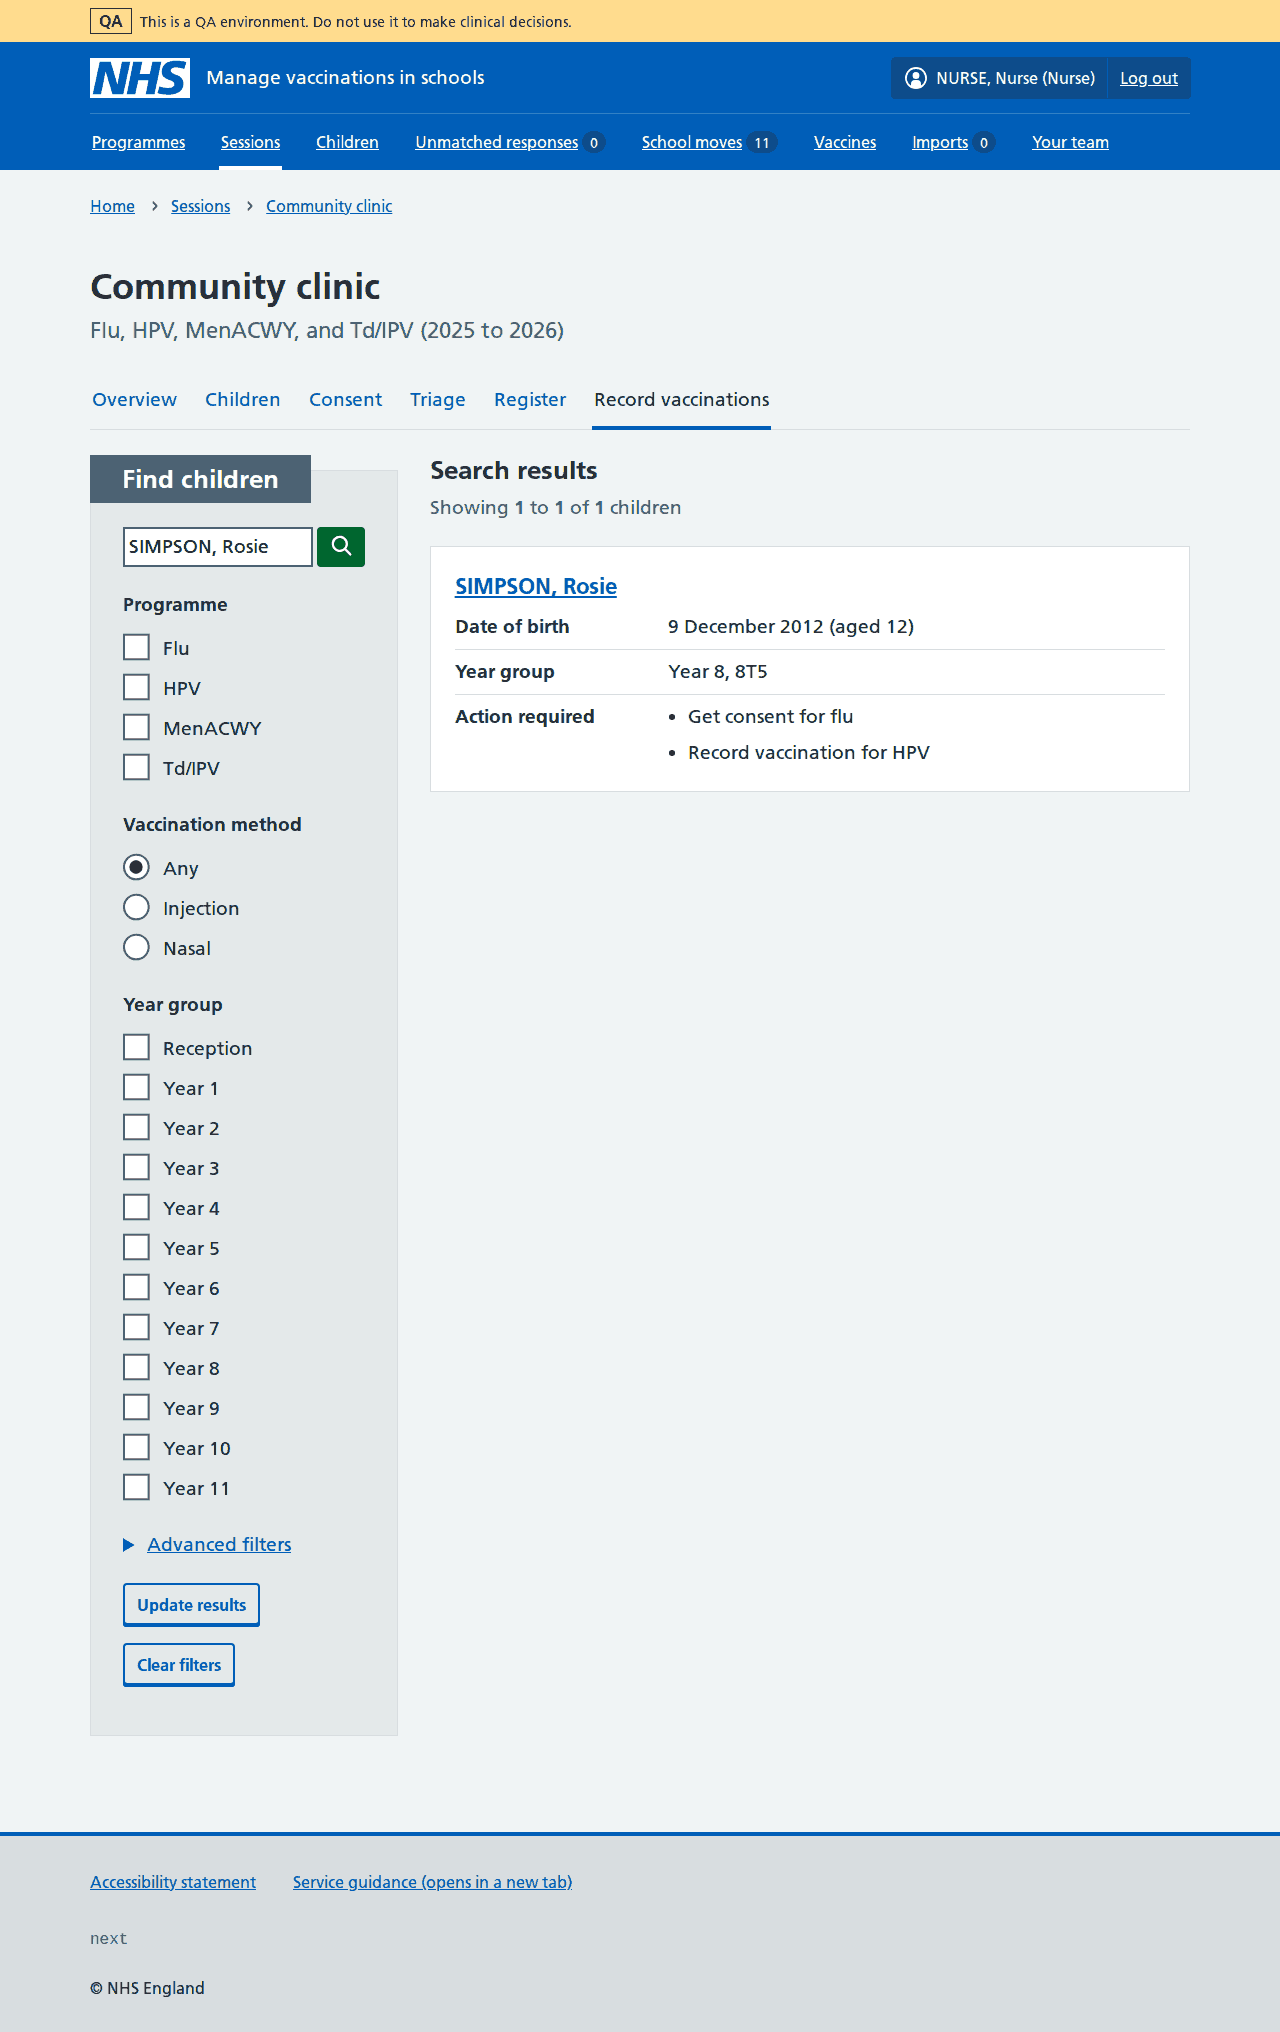 QA This is a QA environment. Do not use it to make clinical decisions.
NHS Manage vaccinations in schools NURSE, Nurse (Nurse) Log out
Programmes Sessions Children Unmatched responses 0 School moves 11 Vaccines Imports 0 Your team
Home Sessions Community clinic
Community clinic
Flu, HPV, MenACWY, and Td/IPV (2025 to 2026)
Overview Children Consent Triage Register Record vaccinations
Find children
SIMPSON, Rosie
Programme
Flu
HPV
MenACWY
Td/IPV
Vaccination method
Any
Injection
Nasal
Year group
Reception
Year 1
Year 2
Year 3
Year 4
Year 5
Year 6
Year 7
Year 8
Year 9
Year 10
Year 11
Advanced filters
Update results
Clear filters
Search results
Showing 1 to 1 of 1 children
SIMPSON, Rosie
Date of birth 9 December 2012 (aged 12)
Year group Year 8, 8T5
Action required • Get consent for flu
• Record vaccination for HPV
Accessibility statement Service guidance (opens in a new tab)
next
© NHS England